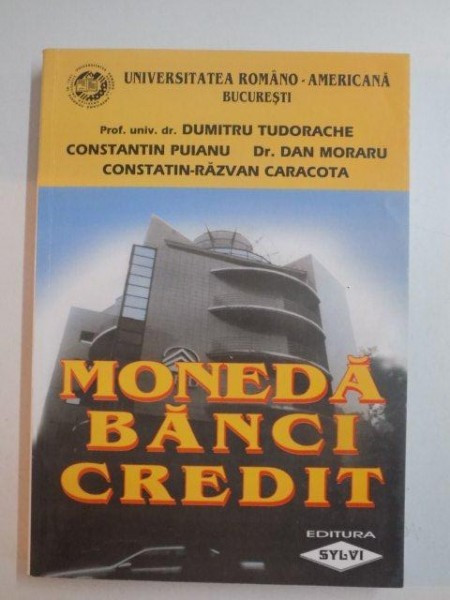 UNIVERSITATEA ROMÂNO - AMERICANĂ
BUCUREŞTI
Prof. univ. dr. DUMITRU TUDORACHE
CONSTANTIN PUIANU Dr. DAN MORARU
CONSTATIN-RĂZVAN CARACOTA
MONEDĂ
BĂNCI
CREDIT
EDITURA
SYLVI